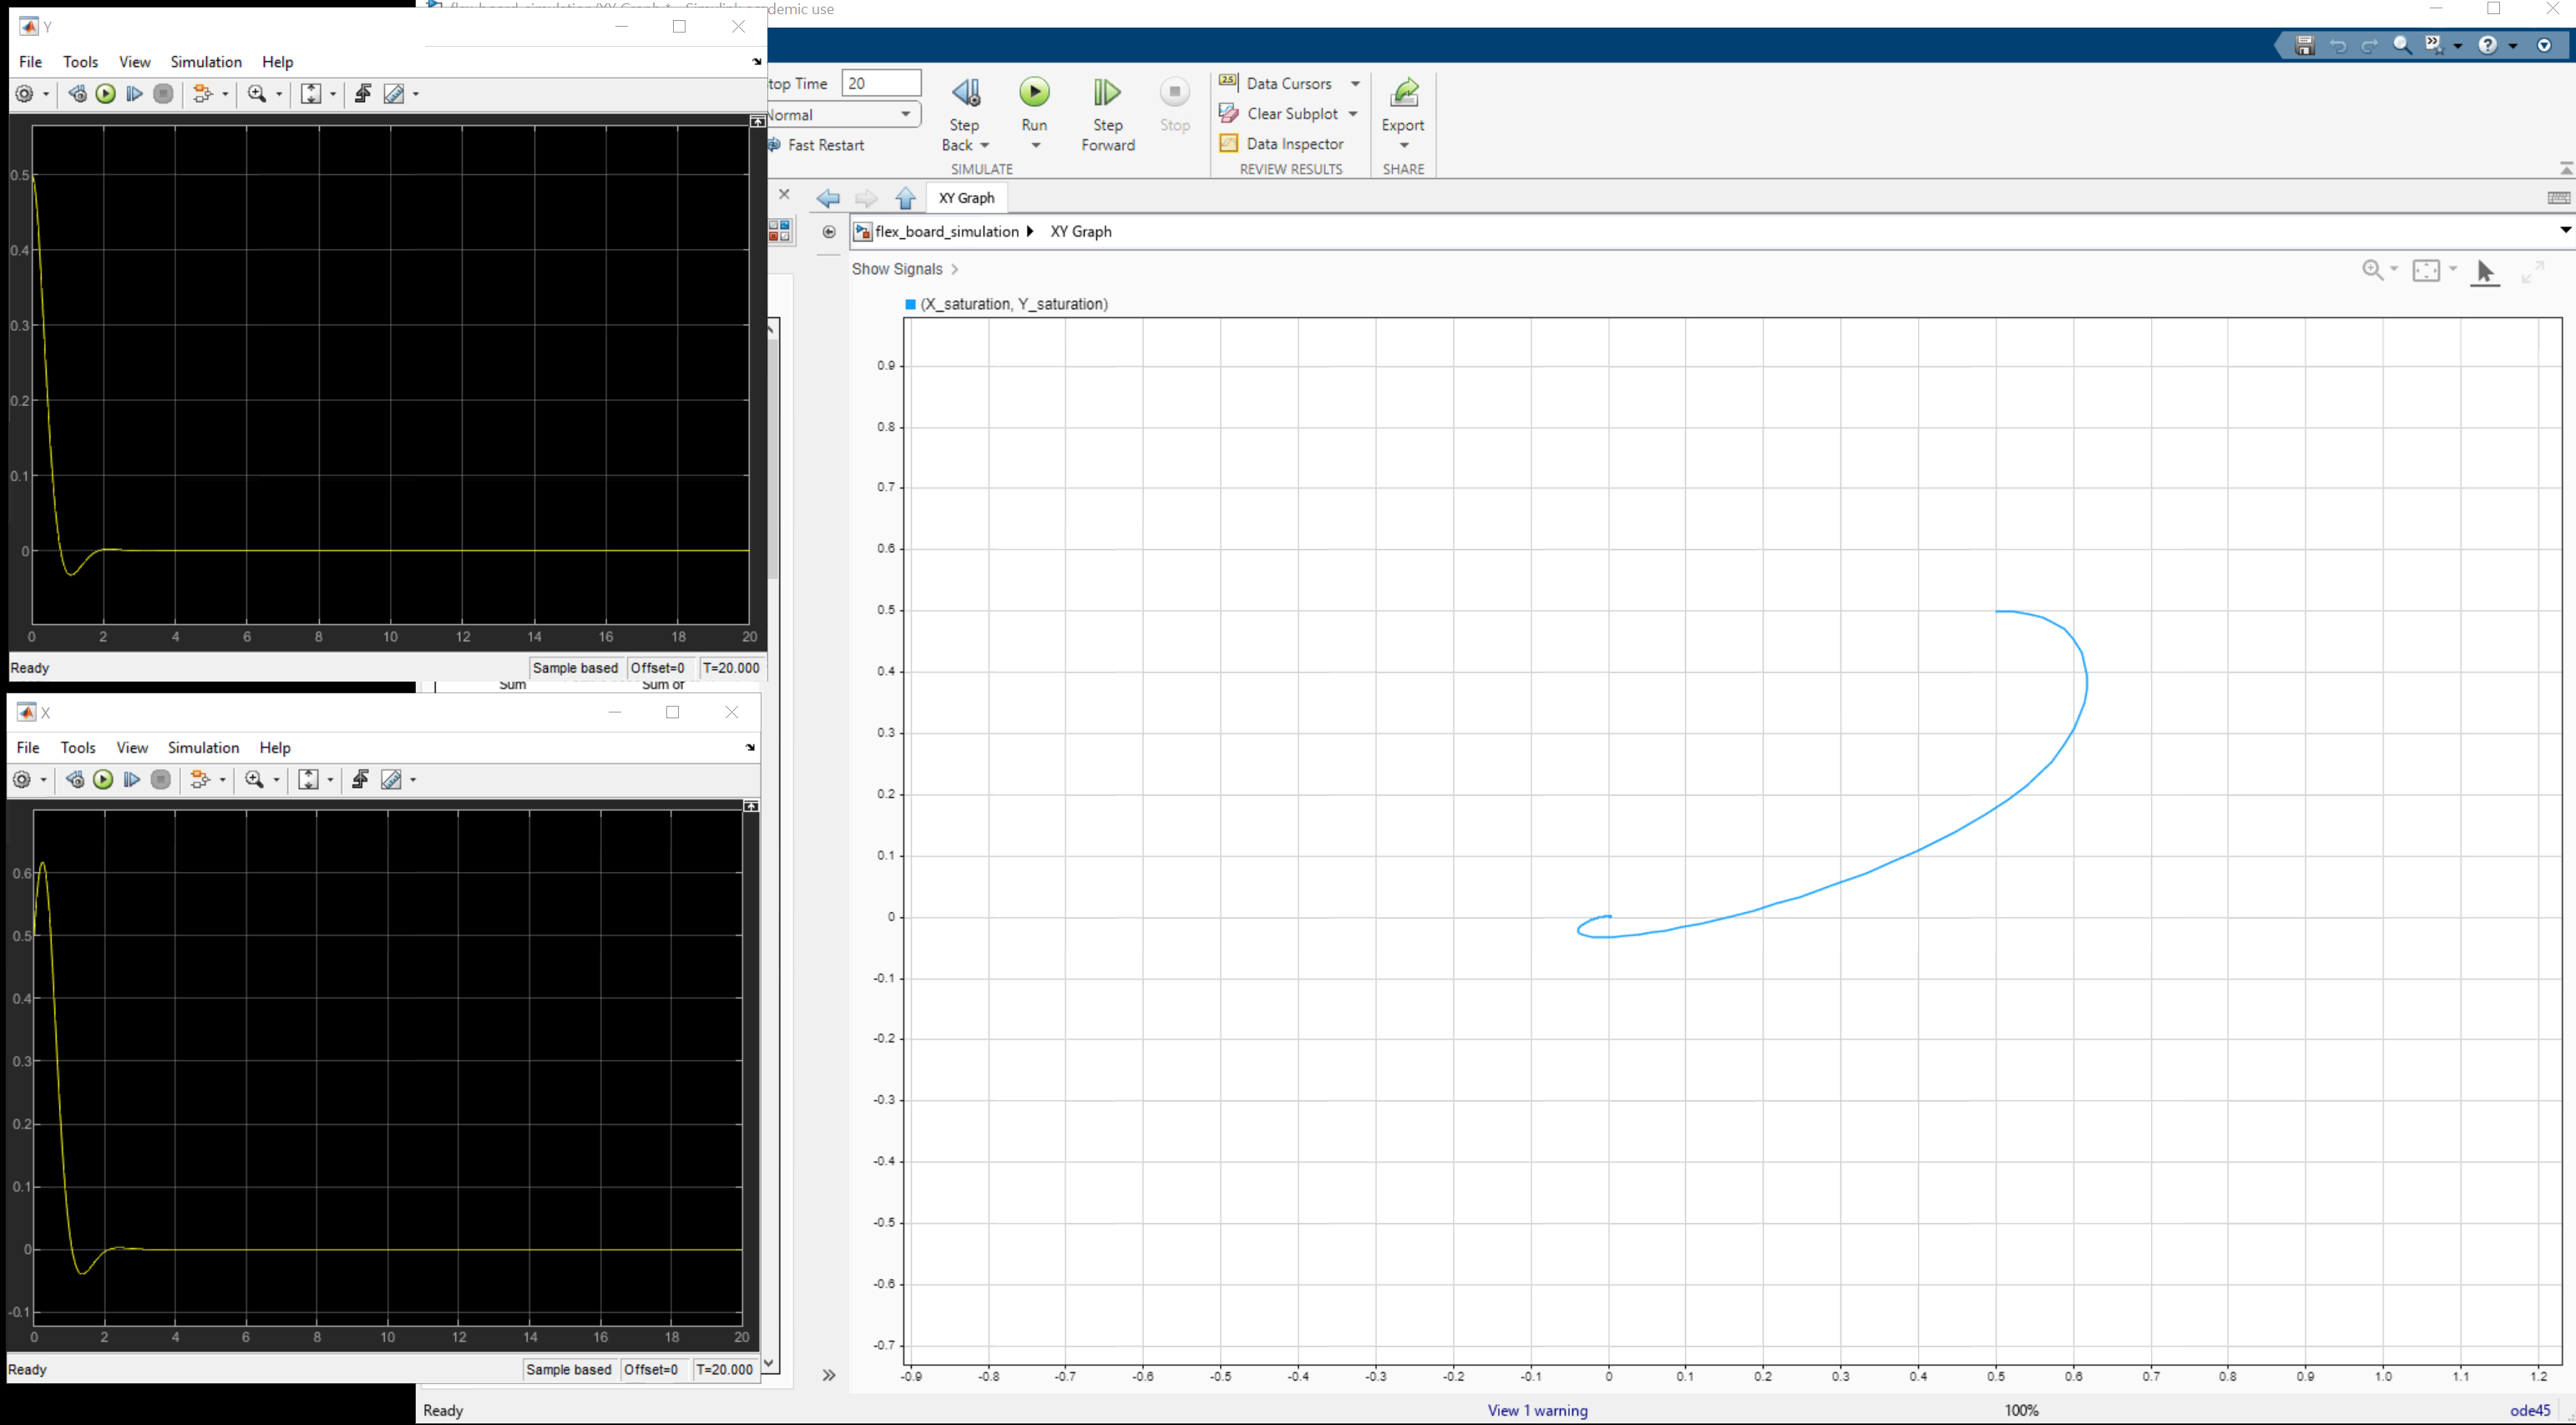 demic use
Y
File Tools View Simulation Help
0.5
0.4
0.3
0.2
0.1
0
0 2 4 6 8 10 12 14 16 18 20
Ready Sample based Offset=0 T=20.000
Sum Sum of
X
File Tools View Simulation Help
0.6
0.5
0.4
0.3
0.2
0.1
0
-0.1
0 2 4 6 8 10 12 14 16 18 20
Ready Sample based Offset=0 T=20.000
top Time 20
Normal
Fast Restart
Step Back
Run
Step Forward
Stop
SIMULATE
2.5 Data Cursors
Clear Subplot
Data Inspector
REVIEW RESULTS
Export
SHARE
XY Graph
flex_board_simulation XY Graph
Show Signals
(X_saturation, Y_saturation)
0.9
0.8
0.7
0.6
0.5
0.4
0.3
0.2
0.1
0
-0.1
-0.2
-0.3
-0.4
-0.5
-0.6
-0.7
-0.9 -0.8 -0.7 -0.6 -0.5 -0.4 -0.3 -0.2 -0.1 0 0.1 0.2 0.3 0.4 0.5 0.6 0.7 0.8 0.9 1.0 1.1 1.2
Ready View 1 warning 100% ode45